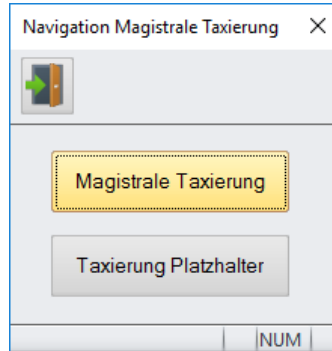 Navigation Magistrale Taxierung
Magistrale Taxierung
Taxierung Platzhalter
NUM